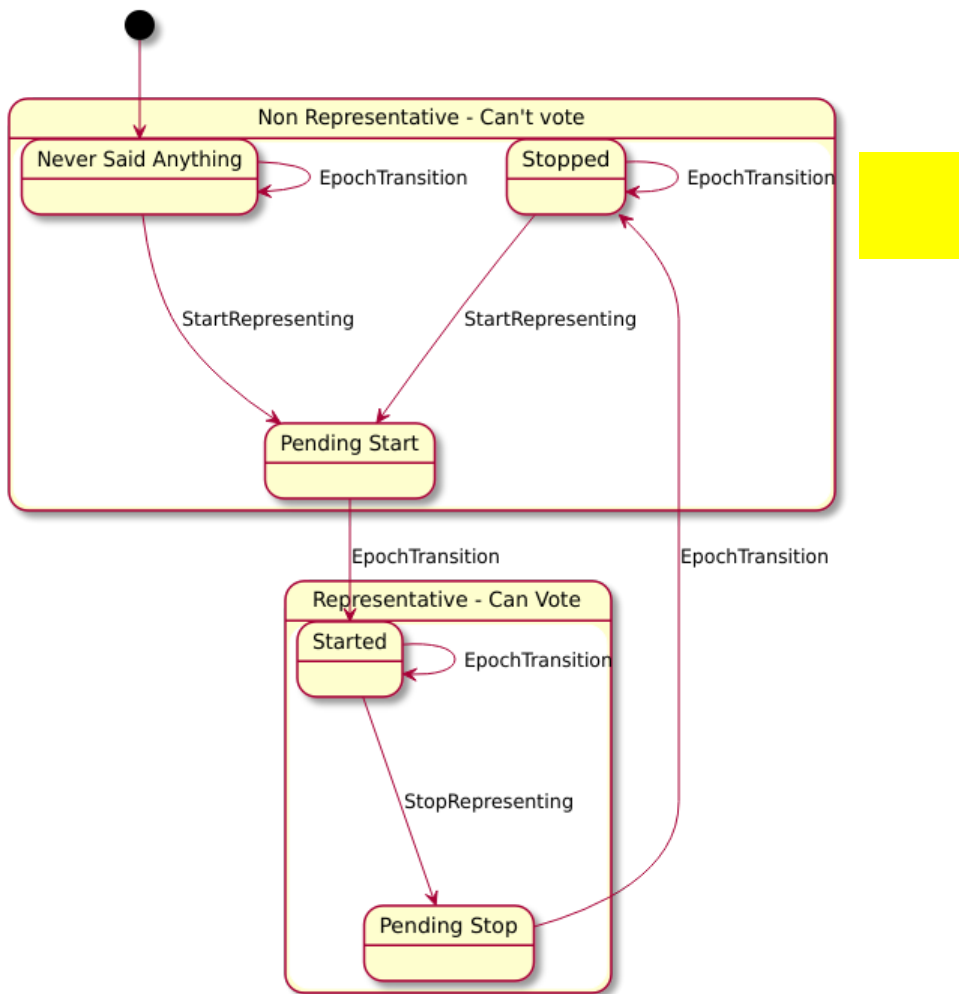 Non Representative - Can't vote
Never Said Anything
Stopped
EpochTransition
EpochTransition
StartRepresenting
StartRepresenting
Pending Start
EpochTransition
EpochTransition
Representative - Can Vote
Started
EpochTransition
StopRepresenting
Pending Stop